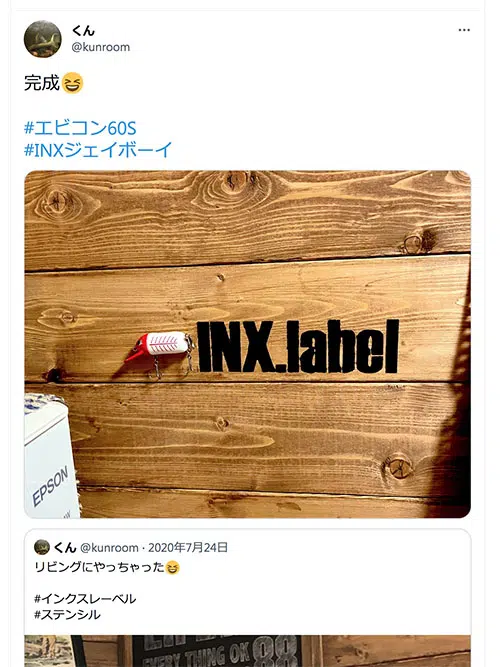 くん
@kunroom
完成😆
#エビコン60S
#INXジェイボーイ
INX.label
EPSON
くん @kunroom · 2020年7月24日
リビングにやっちゃった😆
#インクスレーベル
#ステンシル
EVERY THING OK 88